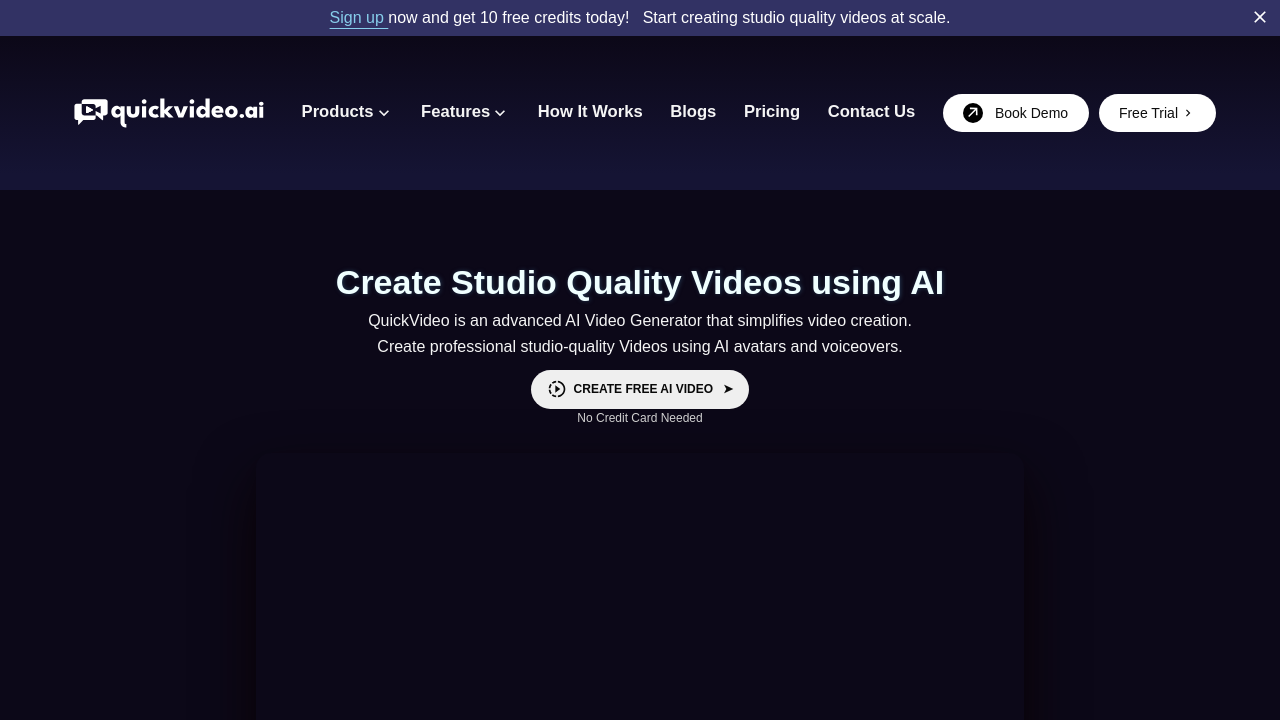 Sign up now and get 10 free credits today! Start creating studio quality videos at scale.
quickvideo.ai
Products
Features
How It Works
Blogs
Pricing
Contact Us
Book Demo
Free Trial
Create Studio Quality Videos using AI
QuickVideo is an advanced AI Video Generator that simplifies video creation.
Create professional studio-quality Videos using AI avatars and voiceovers.
CREATE FREE AI VIDEO
No Credit Card Needed